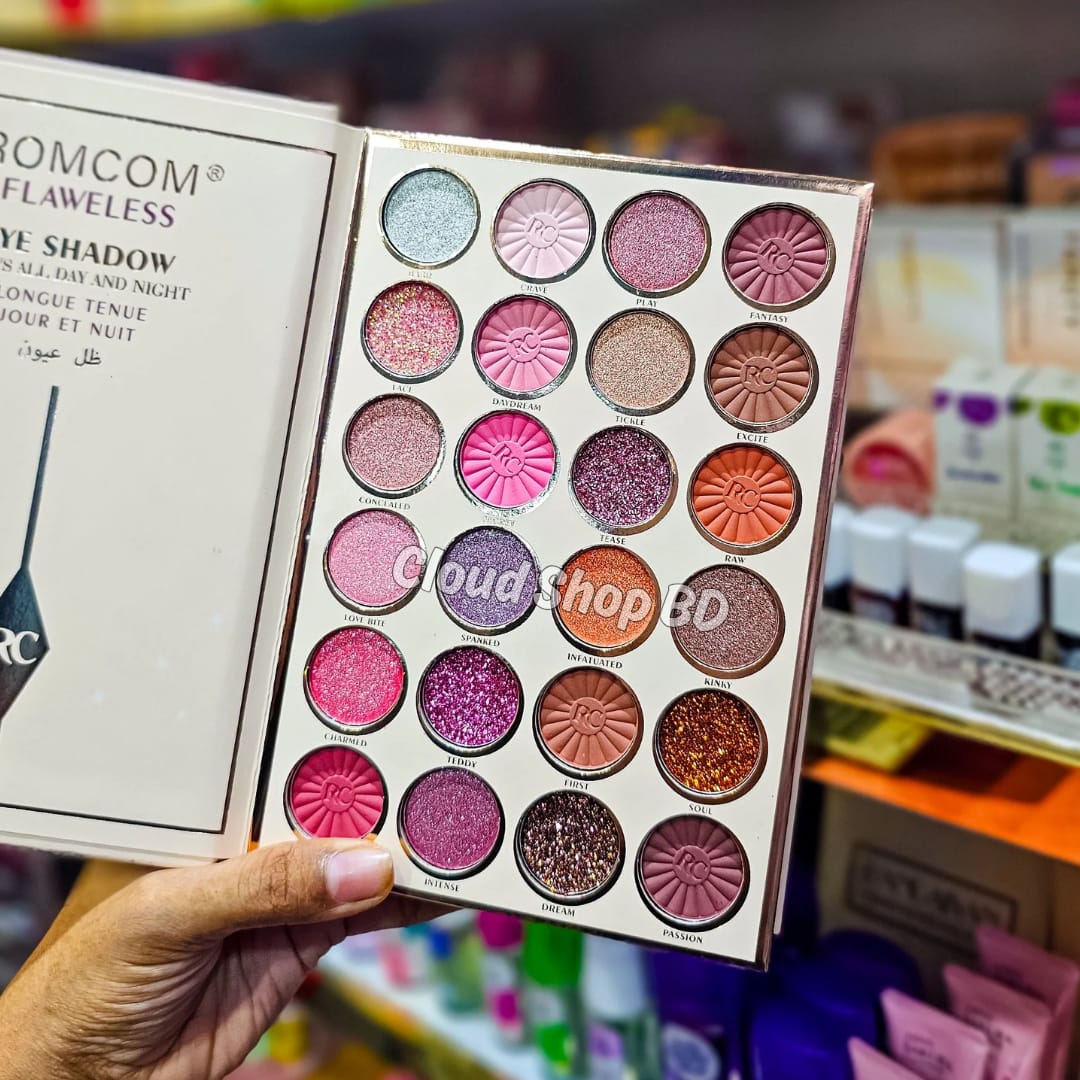 ROMCOM®
FLAWELESS
YE SHADOW
'S ALL DAY AND NIGHT
LONGUE TENUE
JOUR ET NUIT
ظل عيون
RC
CRAVE
PLAY
FANTASY
DAYDREAM
TICKLE
EXCITE
CONCEALED
TEASE
RAW
LOVE BITE
SPANKED
INFATUATED
KINKY
CHARMED
TEDDY
FIRST
SOUL
INTENSE
DREAM
PASSION
Cloud Shop BD